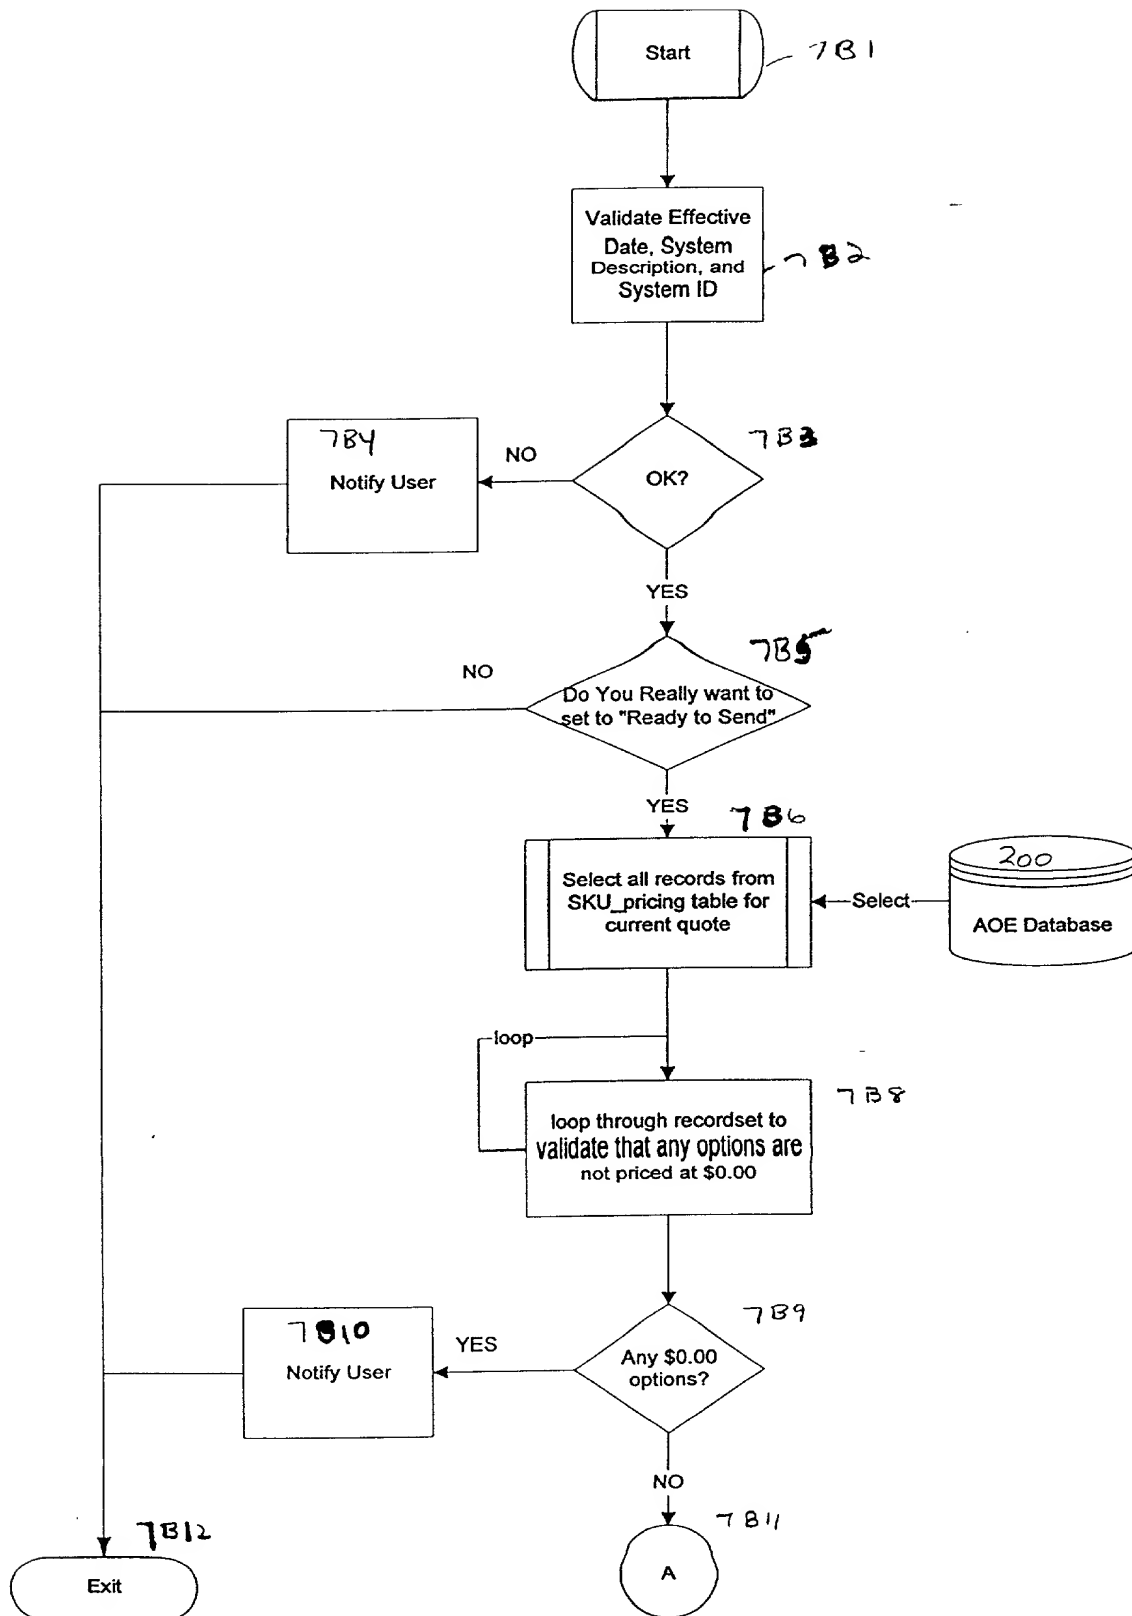 Start
7B1
Validate Effective
Date, System
Description, and
System ID
7B2
7B4
Notify User
NO
OK?
7B3
YES
NO
Do You Really want to
set to "Ready to Send"
7B5
YES
7B6
Select all records from
SKU_pricing table for
current quote
Select
200
AOE Database
loop
loop through recordset to
validate that any options are
not priced at $0.00
7B8
7B10
Notify User
YES
Any $0.00
options?
7B9
NO
7B12
Exit
7B11
A